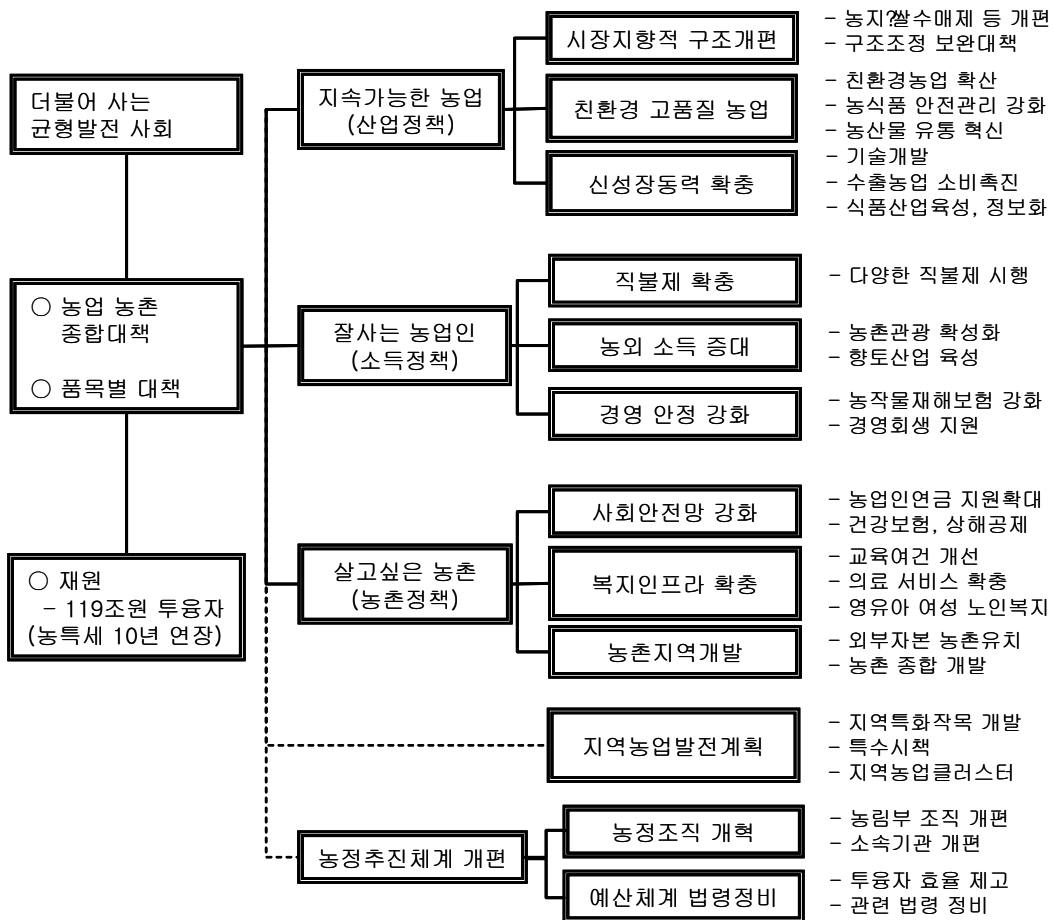 더불어 사는
균형발전 사회
○ 농업 농촌
종합대책
○ 품목별 대책
○ 재원
- 119조원 투융자
(농특세 10년 연장)
지속가능한 농업
(산업정책)
시장지향적 구조개편
- 농지?쌀수매제 등 개편
- 구조조정 보완대책
친환경 고품질 농업
- 친환경농업 확산
- 농식품 안전관리 강화
- 농산물 유통 혁신
신성장동력 확충
- 기술개발
- 수출농업 소비촉진
- 식품산업육성, 정보화
잘사는 농업인
(소득정책)
직불제 확충
- 다양한 직불제 시행
농외 소득 증대
- 농촌관광 확성화
- 향토산업 육성
경영 안정 강화
- 농작물재해보험 강화
- 경영회생 지원
살고싶은 농촌
(농촌정책)
사회안전망 강화
- 농업인연금 지원확대
- 건강보험, 상해공제
복지인프라 확충
- 교육여건 개선
- 의료 서비스 확충
- 영유아 여성 노인복지
농촌지역개발
- 외부자본 농촌유치
- 농촌 종합 개발
지역농업발전계획
- 지역특화작목 개발
- 특수시책
- 지역농업클러스터
농정추진체계 개편
농정조직 개혁
- 농림부 조직 개편
- 소속기관 개편
예산체계 법령정비
- 투융자 효율 제고
- 관련 법령 정비